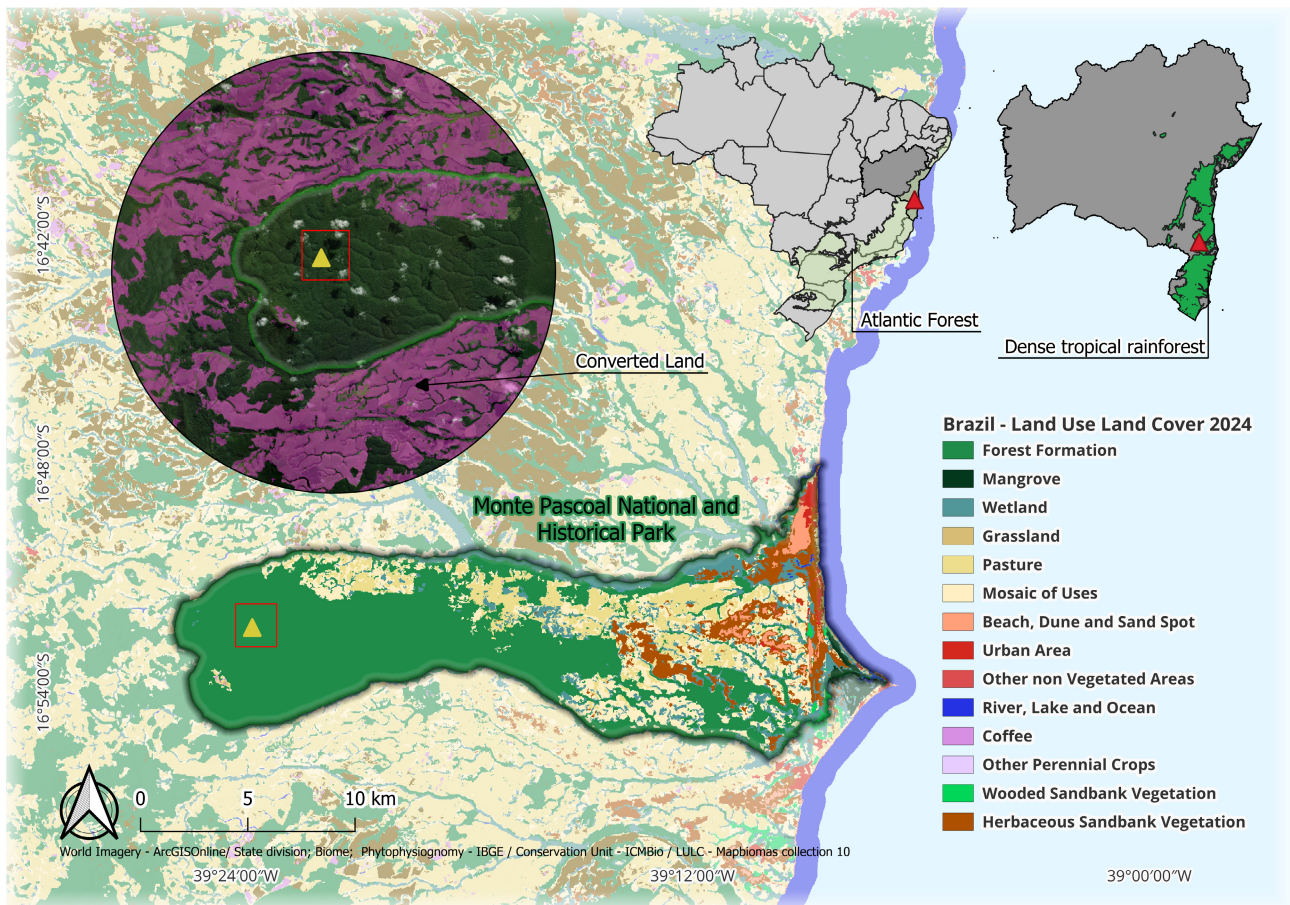 Atlantic Forest
Dense tropical rainforest
Converted Land
16°42′00″S
16°48′00″S
16°54′00″S
Monte Pascoal National and
Historical Park
Brazil - Land Use Land Cover 2024
Forest Formation
Mangrove
Wetland
Grassland
Pasture
Mosaic of Uses
Beach, Dune and Sand Spot
Urban Area
Other non Vegetated Areas
River, Lake and Ocean
Coffee
Other Perennial Crops
Wooded Sandbank Vegetation
Herbaceous Sandbank Vegetation
0 5 10 km
World Imagery - ArcGISOnline/ State division; Biome; Phytophysiognomy - IBGE / Conservation Unit - ICMBio / LULC - Mapbiomas collection 10
39°24′00″W 39°12′00″W 39°00′00″W